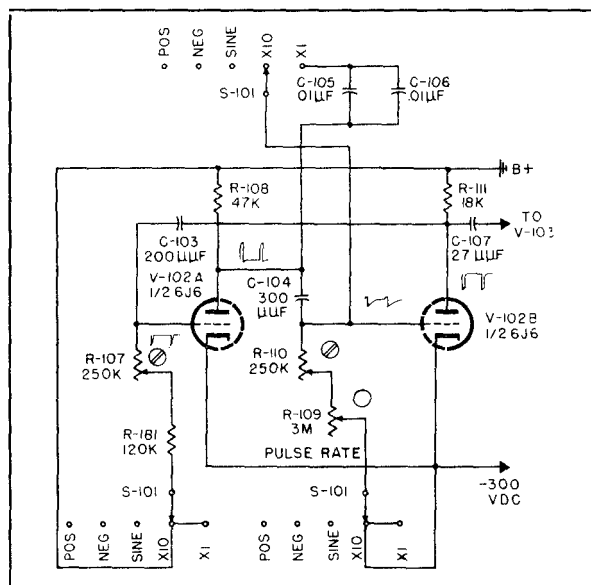 POS
NEG
SINE
X10
X1
S-101
C-105
.01µF
C-106
.01µF
B+
R-108
47K
R-111
18K
C-103
200µµF
TO
V-103
C-107
27µµF
V-102A
1/2 6J6
C-104
300
µµF
V-102B
1/2 6J6
R-107
250K
R-110
250K
R-109
3M
R-181
120K
PULSE RATE
-300
VDC
S-101
S-101
POS
NEG
SINE
X10
X1
POS
NEG
SINE
X10
X1